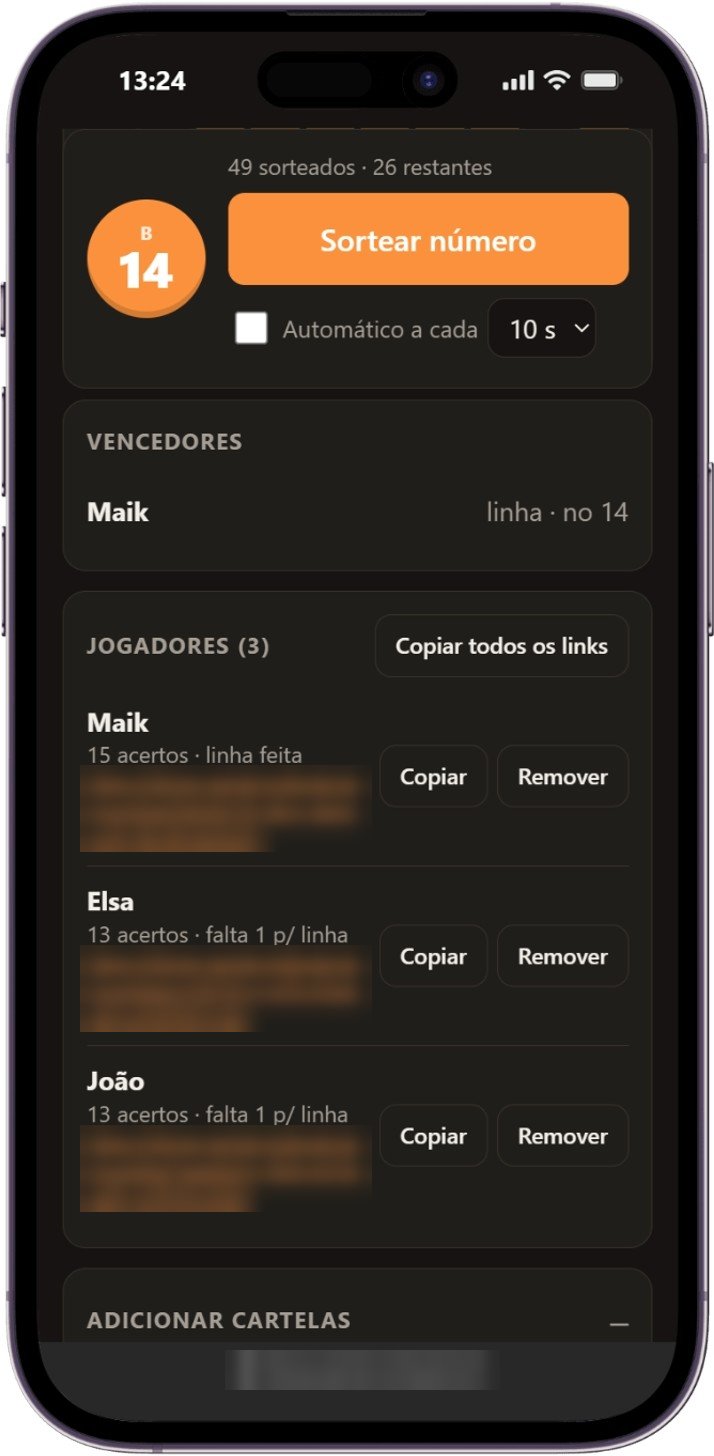 13:24
49 sorteados · 26 restantes
B
14
Sortear número
Automático a cada 10 s
VENCEDORES
Maik linha · no 14
JOGADORES (3) Copiar todos os links
Maik
15 acertos · linha feita
Copiar Remover
Elsa
13 acertos · falta 1 p/ linha
Copiar Remover
João
13 acertos · falta 1 p/ linha
Copiar Remover
ADICIONAR CARTELAS –